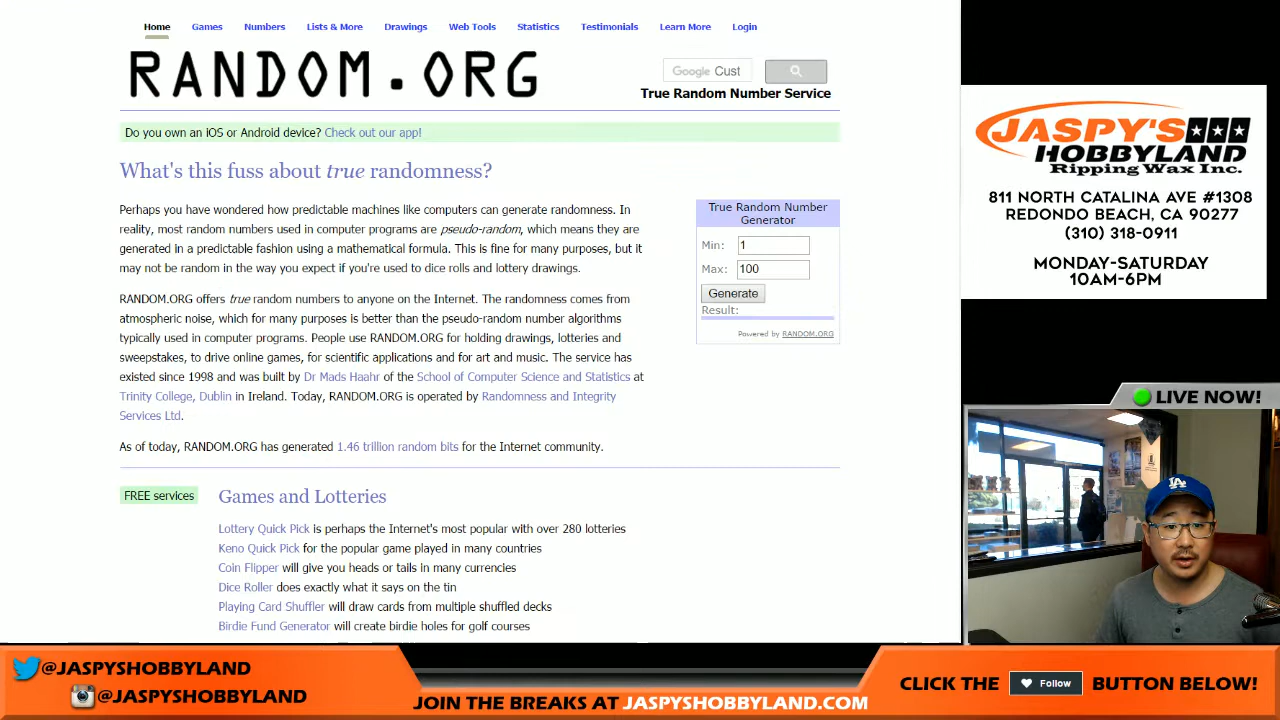 Home Games Numbers Lists & More Drawings Web Tools Statistics Testimonials Learn More Login
RANDOM.ORG
Google Cust
True Random Number Service
Do you own an iOS or Android device? Check out our app!
What's this fuss about true randomness?
Perhaps you have wondered how predictable machines like computers can generate randomness. In
reality, most random numbers used in computer programs are pseudo-random, which means they are
generated in a predictable fashion using a mathematical formula. This is fine for many purposes, but it
may not be random in the way you expect if you're used to dice rolls and lottery drawings.
RANDOM.ORG offers true random numbers to anyone on the Internet. The randomness comes from
atmospheric noise, which for many purposes is better than the pseudo-random number algorithms
typically used in computer programs. People use RANDOM.ORG for holding drawings, lotteries and
sweepstakes, to drive online games, for scientific applications and for art and music. The service has
existed since 1998 and was built by Dr Mads Haahr of the School of Computer Science and Statistics at
Trinity College, Dublin in Ireland. Today, RANDOM.ORG is operated by Randomness and Integrity
Services Ltd.
As of today, RANDOM.ORG has generated 1.46 trillion random bits for the Internet community.
True Random Number
Generator
Min: 1
Max: 100
Generate
Result:
Powered by RANDOM.ORG
FREE services
Games and Lotteries
Lottery Quick Pick is perhaps the Internet's most popular with over 280 lotteries
Keno Quick Pick for the popular game played in many countries
Coin Flipper will give you heads or tails in many currencies
Dice Roller does exactly what it says on the tin
Playing Card Shuffler will draw cards from multiple shuffled decks
Birdie Fund Generator will create birdie holes for golf courses
JASPY'S
HOBBYLAND
Ripping Wax Inc.
811 NORTH CATALINA AVE #1308
REDONDO BEACH, CA 90277
(310) 318-0911
MONDAY-SATURDAY
10AM-6PM
LIVE NOW!
LA
@JASPYSHOBBYLAND
@JASPYSHOBBYLAND
JOIN THE BREAKS AT JASPYSHOBBYLAND.COM
CLICK THE Follow BUTTON BELOW!